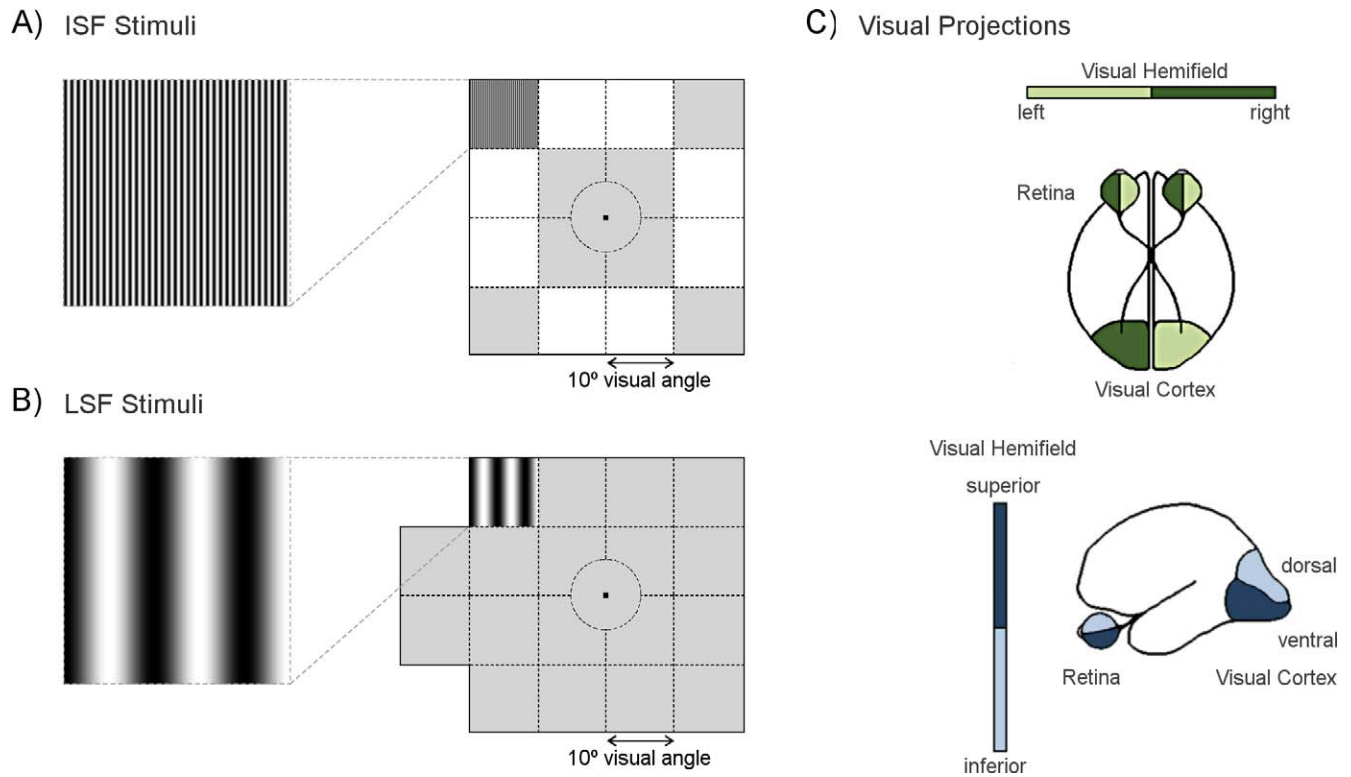 A) ISF Stimuli
10º visual angle
B) LSF Stimuli
10º visual angle
C) Visual Projections
Visual Hemifield
left right
Retina
Visual Cortex
Visual Hemifield
superior
dorsal
ventral
Retina Visual Cortex
inferior